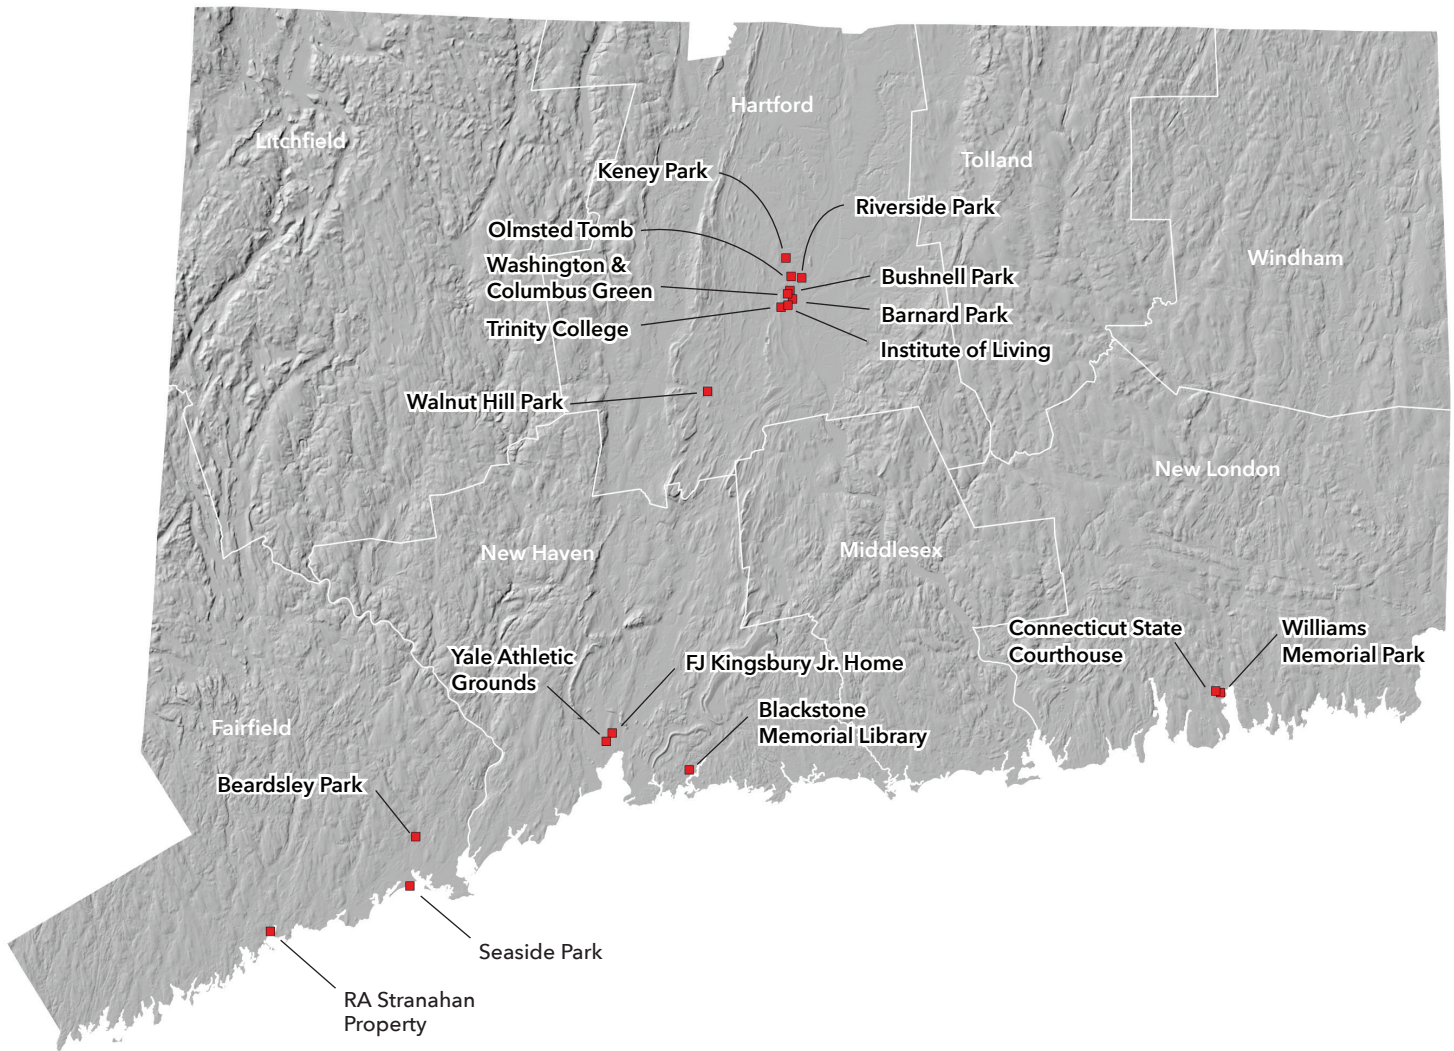 Hartford
Litchfield
Tolland
Keney Park
Riverside Park
Olmsted Tomb
Windham
Washington &
Columbus Green
Bushnell Park
Barnard Park
Trinity College
Institute of Living
Walnut Hill Park
New London
New Haven
Middlesex
Connecticut State
Courthouse
Williams
Memorial Park
Yale Athletic
Grounds
FJ Kingsbury Jr. Home
Blackstone
Memorial Library
Fairfield
Beardsley Park
Seaside Park
RA Stranahan
Property